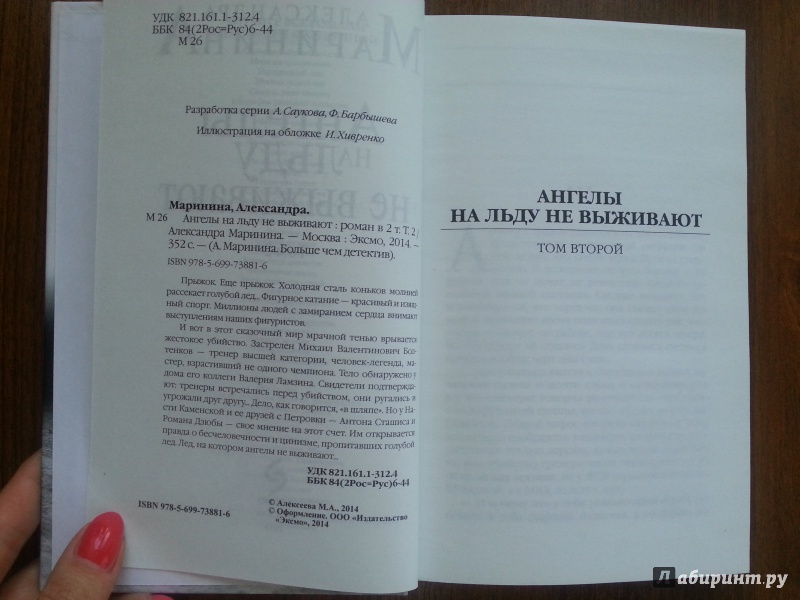 УДК 821.161.1-312.4
ББК 84(2Рос=Рус)6-44
М 26
Разработка серии А. Саукова, Ф. Барбышева
Иллюстрация на обложке И. Хивренко
Маринина, Александра.
М 26 Ангелы на льду не выживают : роман в 2 т. Т. 2 /
Александра Маринина. — Москва : Эксмо, 2014. —
352 с. — (А. Маринина. Больше чем детектив).
ISBN 978-5-699-73881-6
Прыжок. Еще прыжок. Холодная сталь коньков молнией
рассекает голубой лед... Фигурное катание — красивый и изящ-
ный спорт. Миллионы людей с замиранием сердца внимают
выступлениям наших фигуристов.
И вот в этот сказочный мир мрачной тенью врывается
жестокое убийство. Застрелен Михаил Валентинович Бол-
тенков — тренер высшей категории, человек-легенда, ма-
стер, взрастивший не одного чемпиона. Тело обнаружено у
дома его коллеги Валерия Ламзина. Свидетели подтвержда-
ют: тренеры встречались перед убийством, они ругались и
угрожали друг другу... Дело, как говорится, «в шляпе». Но у На-
сти Каменской и ее друзей с Петровки — Антона Сташиса и
Романа Дзюбы — свое мнение на этот счет. Им открывается
правда о бесчеловечности и цинизме, пропитавших голубой
лед. Лед, на котором ангелы не выживают...
УДК 821.161.1-312.4
ББК 84(2Рос=Рус)6-44
ISBN 978-5-699-73881-6
© Алексеева М.А., 2014
© Оформление. ООО «Издательство
«Эксмо», 2014
АНГЕЛЫ
НА ЛЬДУ НЕ ВЫЖИВАЮТ
ТОМ ВТОРОЙ
Лабиринт.ру